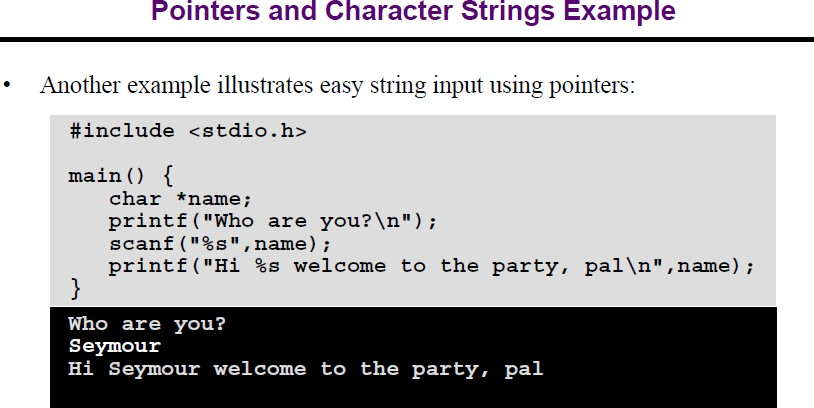 Pointers and Character Strings Example
• Another example illustrates easy string input using pointers:
#include <stdio.h>
main() {
char *name;
printf("Who are you?\n");
scanf("%s",name);
printf("Hi %s welcome to the party, pal\n",name);
}
Who are you?
Seymour
Hi Seymour welcome to the party, pal